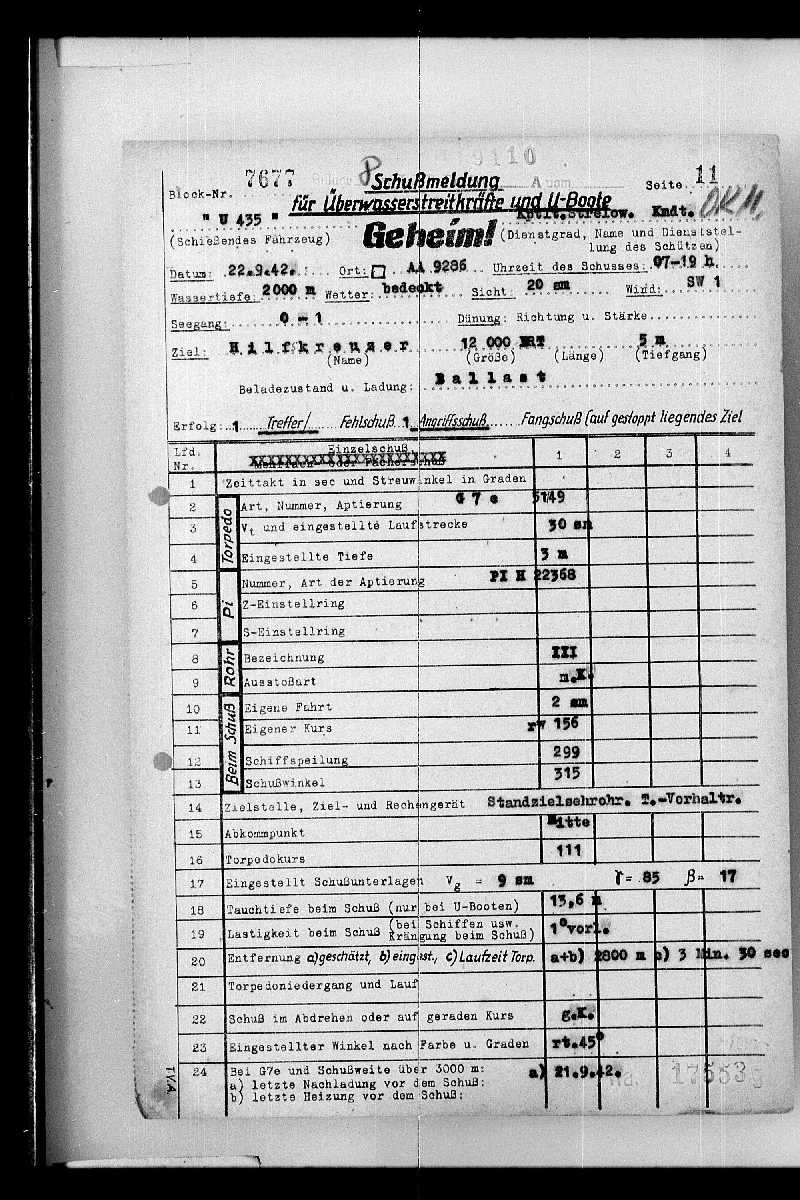 9110
Block-Nr. 7677 8 Schußmeldung Seite 11
für Überwasserstreitkräfte und U-Boote
" U 435 " Kptlt.Strelow. Kmdt. OKM.
(Schießendes Fahrzeug) Geheim! (Dienstgrad, Name und Dienststel-
lung des Schützen)
Datum: 22.9.42. Ort: AA 9286 Uhrzeit des Schusses: 07-19 h
Wassertiefe: 2000 m Wetter: bedeckt Sicht: 20 sm Wind: SW 1
Seegang: 0 - 1 Dünung: Richtung u. Stärke
Ziel: Hilfkreuzer 12 000 BRT 5 m
(Name) (Größe) (Länge) (Tiefgang)
Beladezustand u. Ladung: Ballast
Erfolg: 1 Treffer/ Fehlschuß 1 Angriffsschuß Fangschuß (auf gestoppt liegendes Ziel
Lfd. Nr. Einzelschuß 1 2 3 4
Mehrfach- oder Fächerschuß
1 Zeittakt in sec und Streuwinkel in Graden
Torpedo
2 Art, Nummer, Aptierung G 7 e 5149
3 Vt und eingestellte Laufstrecke 30 sm
4 Eingestellte Tiefe 3 m
Pi
5 Nummer, Art der Aptierung PI H 22368
6 Z-Einstellring
7 S-Einstellring
Rohr
8 Bezeichnung III
9 Ausstoßart m.K.
Beim Schuß
10 Eigene Fahrt 2 sm
11 Eigener Kurs rw 156
12 Schiffspeilung 299
13 Schußwinkel 315
14 Zielstelle, Ziel- und Rechengerät Standzielsehrohr. T.-Vorhaltr.
15 Abkommpunkt Mitte
16 Torpedokurs 111
17 Eingestellt Schußunterlagen Vg = 9 sm γ= 85 β= 17
18 Tauchtiefe beim Schuß (nur bei U-Booten) 13,6 m
19 Lastigkeit beim Schuß (bei Schiffen usw. Krängung beim Schuß) 1°vorl.
20 Entfernung a)geschätzt, b)eingest., c)Laufzeit Torp. a+b) 2800 m c) 3 Min. 30 sec
21 Torpedoniedergang und Lauf
22 Schuß im Abdrehen oder auf geraden Kurs g.K.
23 Eingestellter Winkel nach Farbe u. Graden rt.45°
24 Bei G7e und Schußweite über 3000 m: a) 21.9.42.
a) letzte Nachladung vor dem Schuß:
b) letzte Heizung vor dem Schuß: